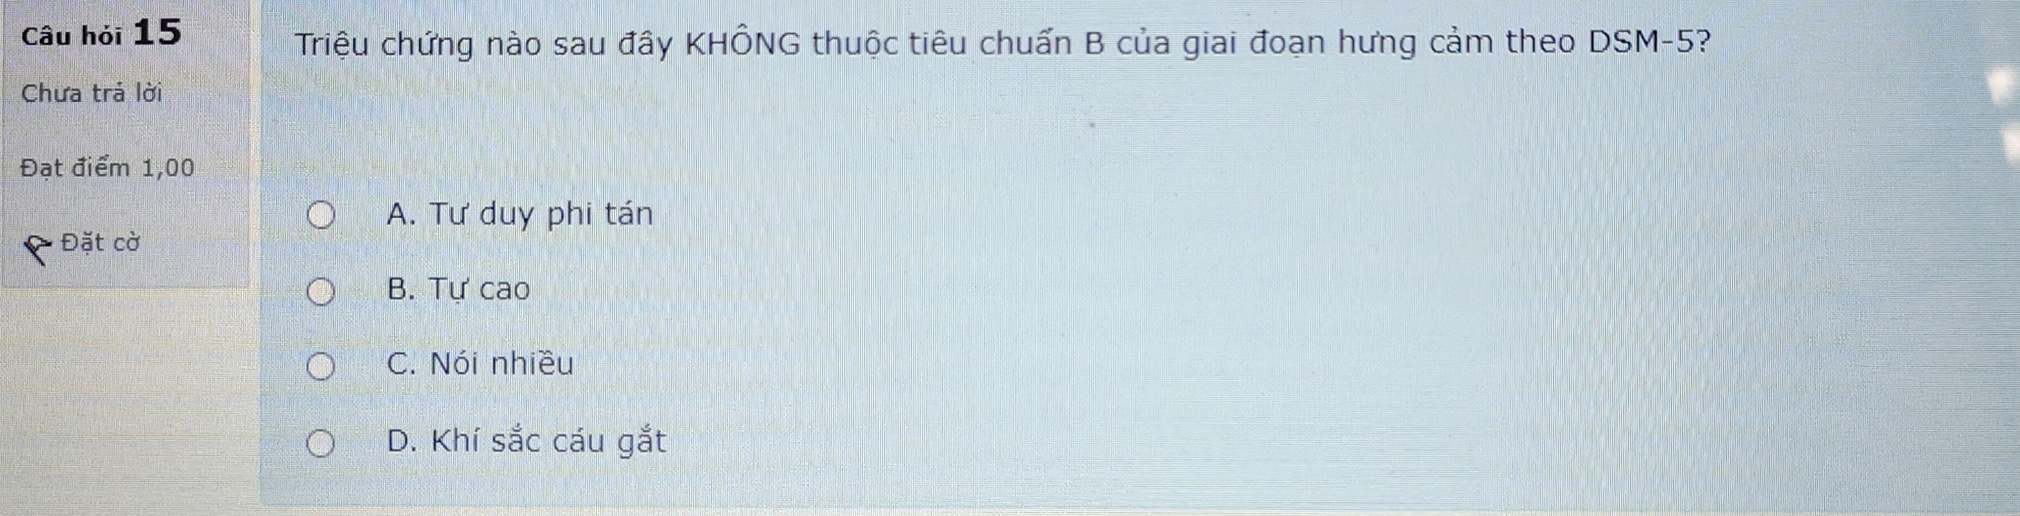 Câu hỏi 15
Chưa trả lời
Đạt điểm 1,00
Đặt cờ
Triệu chứng nào sau đây KHÔNG thuộc tiêu chuẩn B của giai đoạn hưng cảm theo DSM-5?
A. Tư duy phi tán
B. Tự cao
C. Nói nhiều
D. Khí sắc cáu gắt